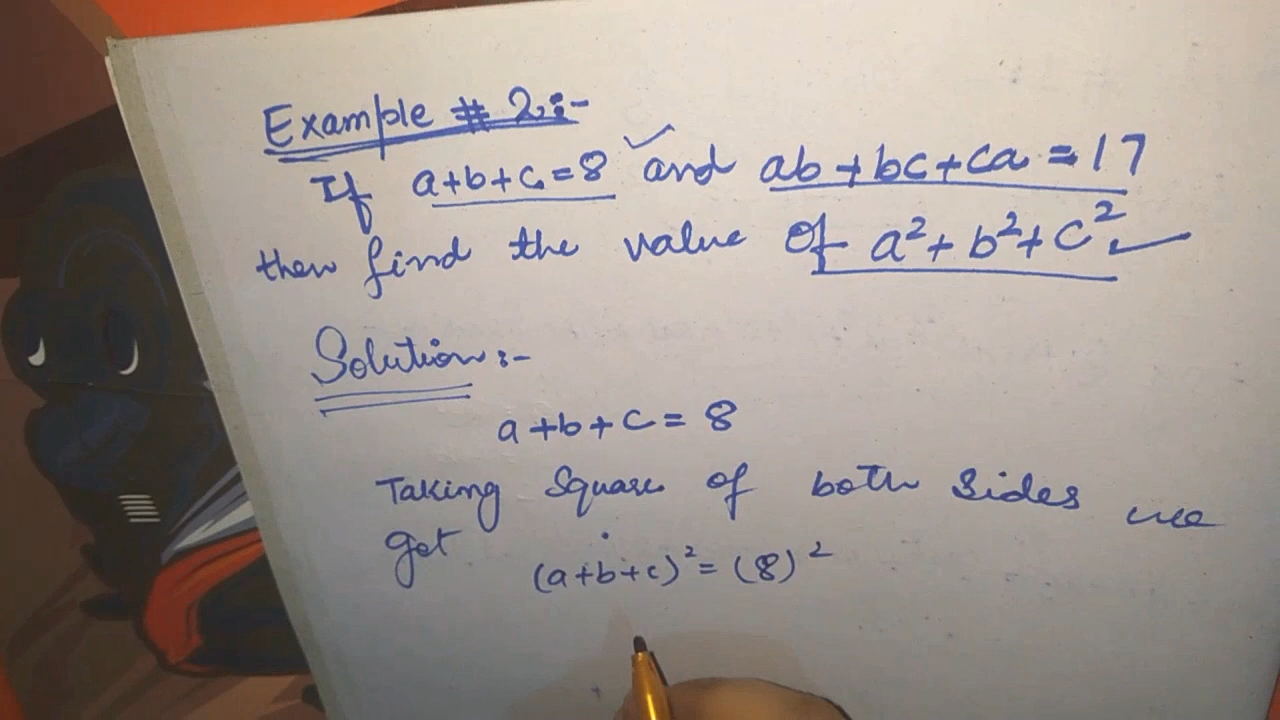 Example # 2:-
If a+b+c=8 and ab+bc+ca=17
then find the value of a²+b²+c²
Solution:-
a+b+c=8
Taking Square of both Sides we
get
(a+b+c)²=(8)²